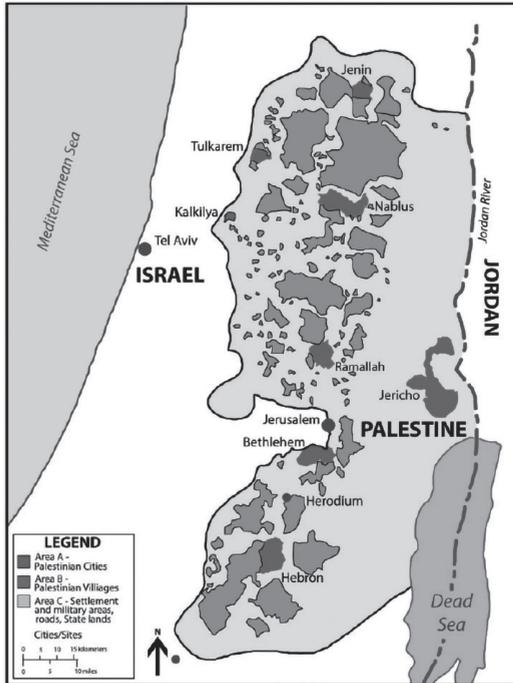 Jenin
Tulkarem
Mediterranean Sea
Kalkilya
Nablus
Jordan River
Tel Aviv
ISRAEL
JORDAN
Ramallah
Jericho
Jerusalem
PALESTINE
Bethlehem
Herodium
Hebron
Dead
Sea
LEGEND
Area A -
Palestinian Cities
Area B -
Palestinian Villiages
Area C - Settlement
and military areas,
roads, State lands
Cities/Sites
0 5 10 15 kilometers
0 5 10 miles
N